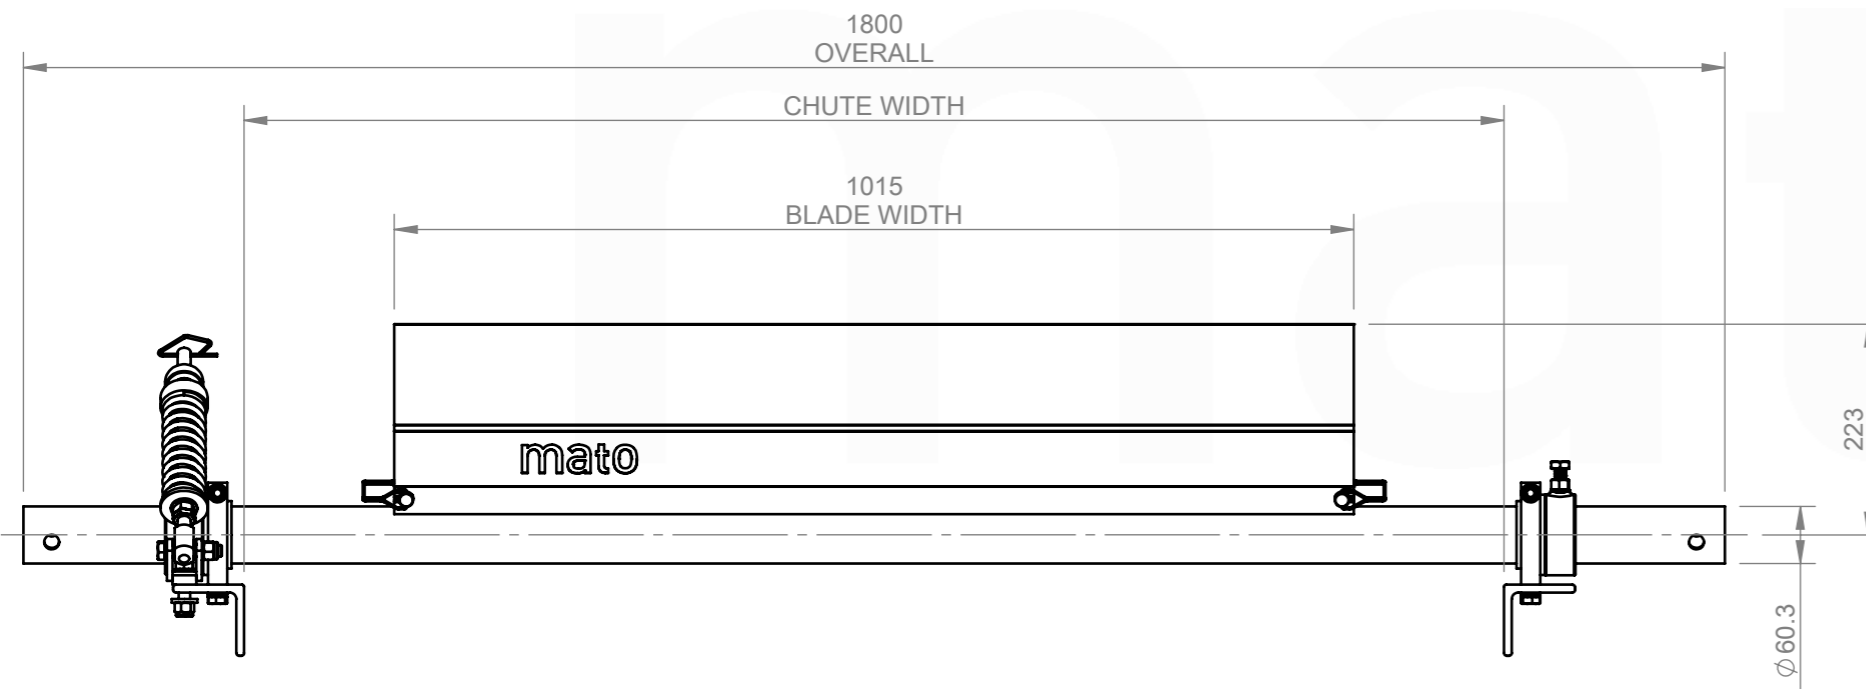 1800
OVERALL
CHUTE WIDTH
1015
BLADE WIDTH
mato
223
⌀60.3